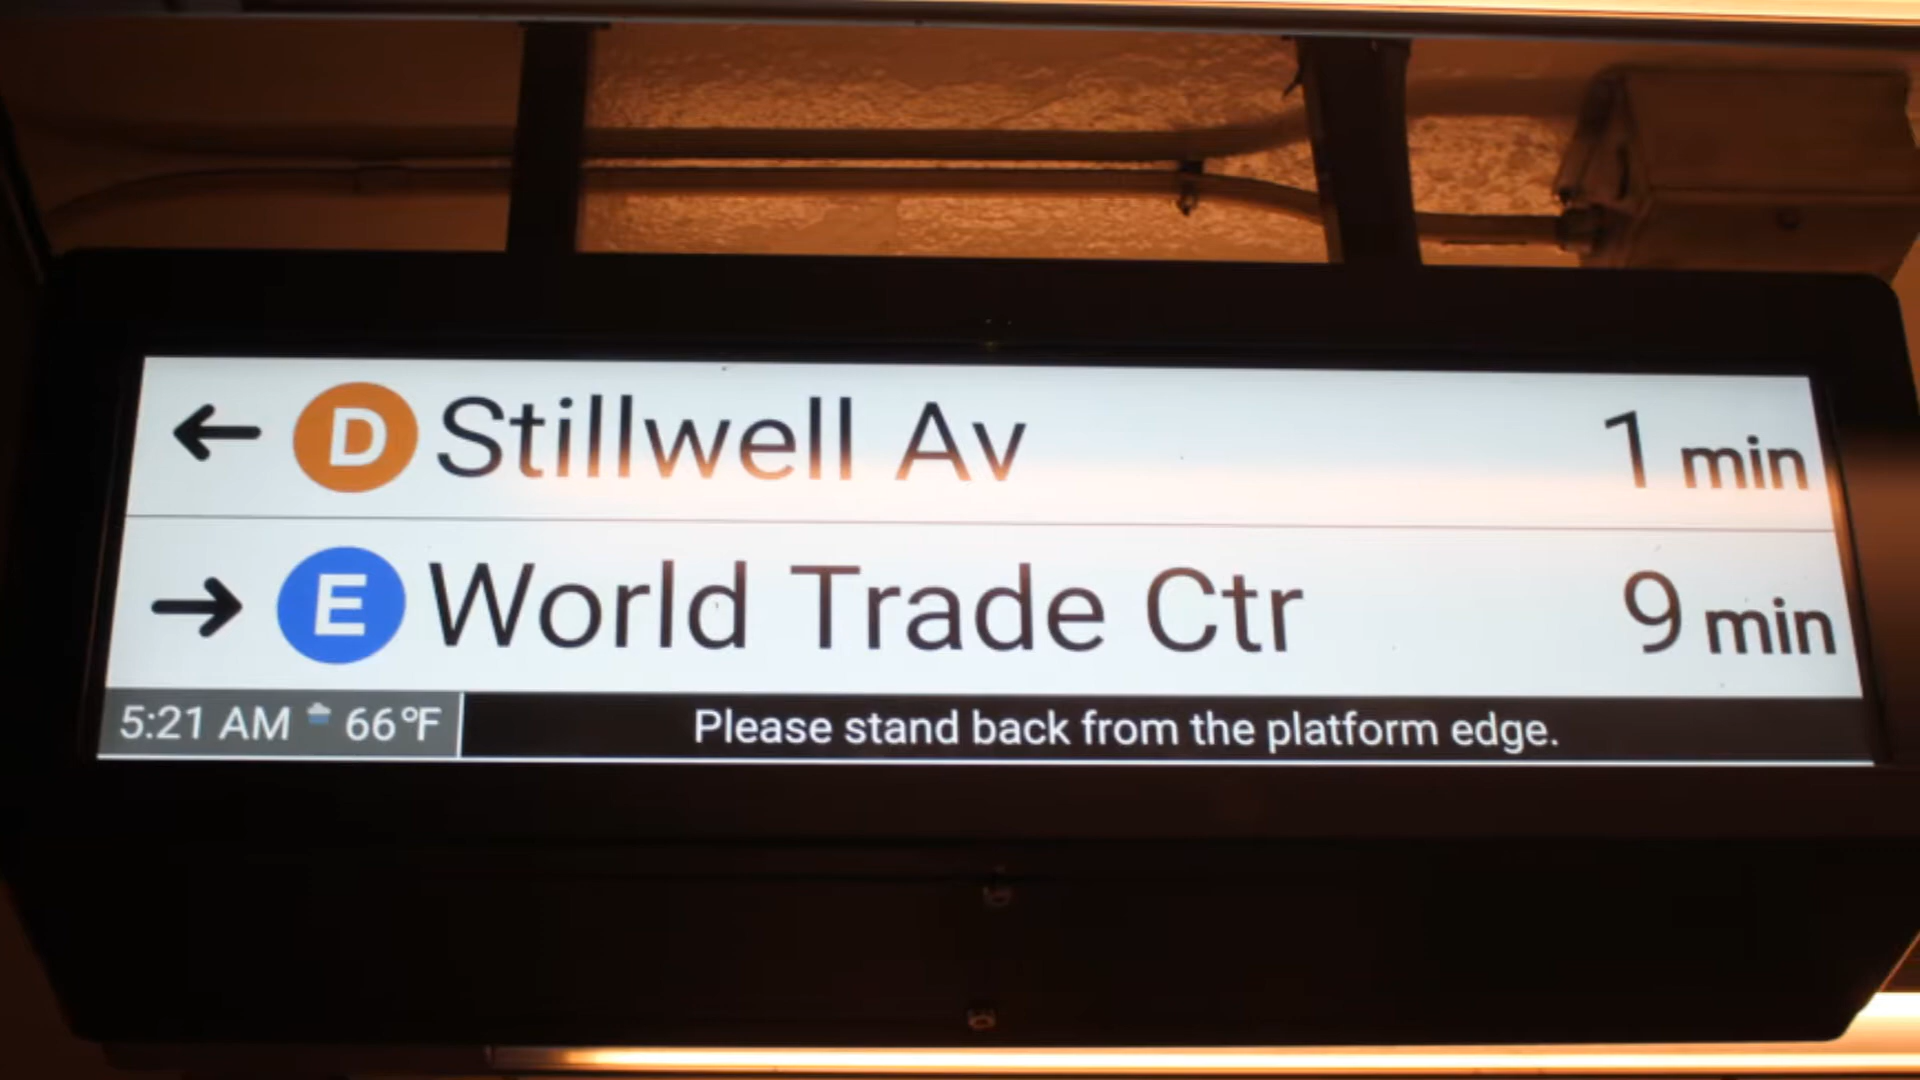 ← D Stillwell Av 1 min
→ E World Trade Ctr 9 min
5:21 AM 66°F Please stand back from the platform edge.